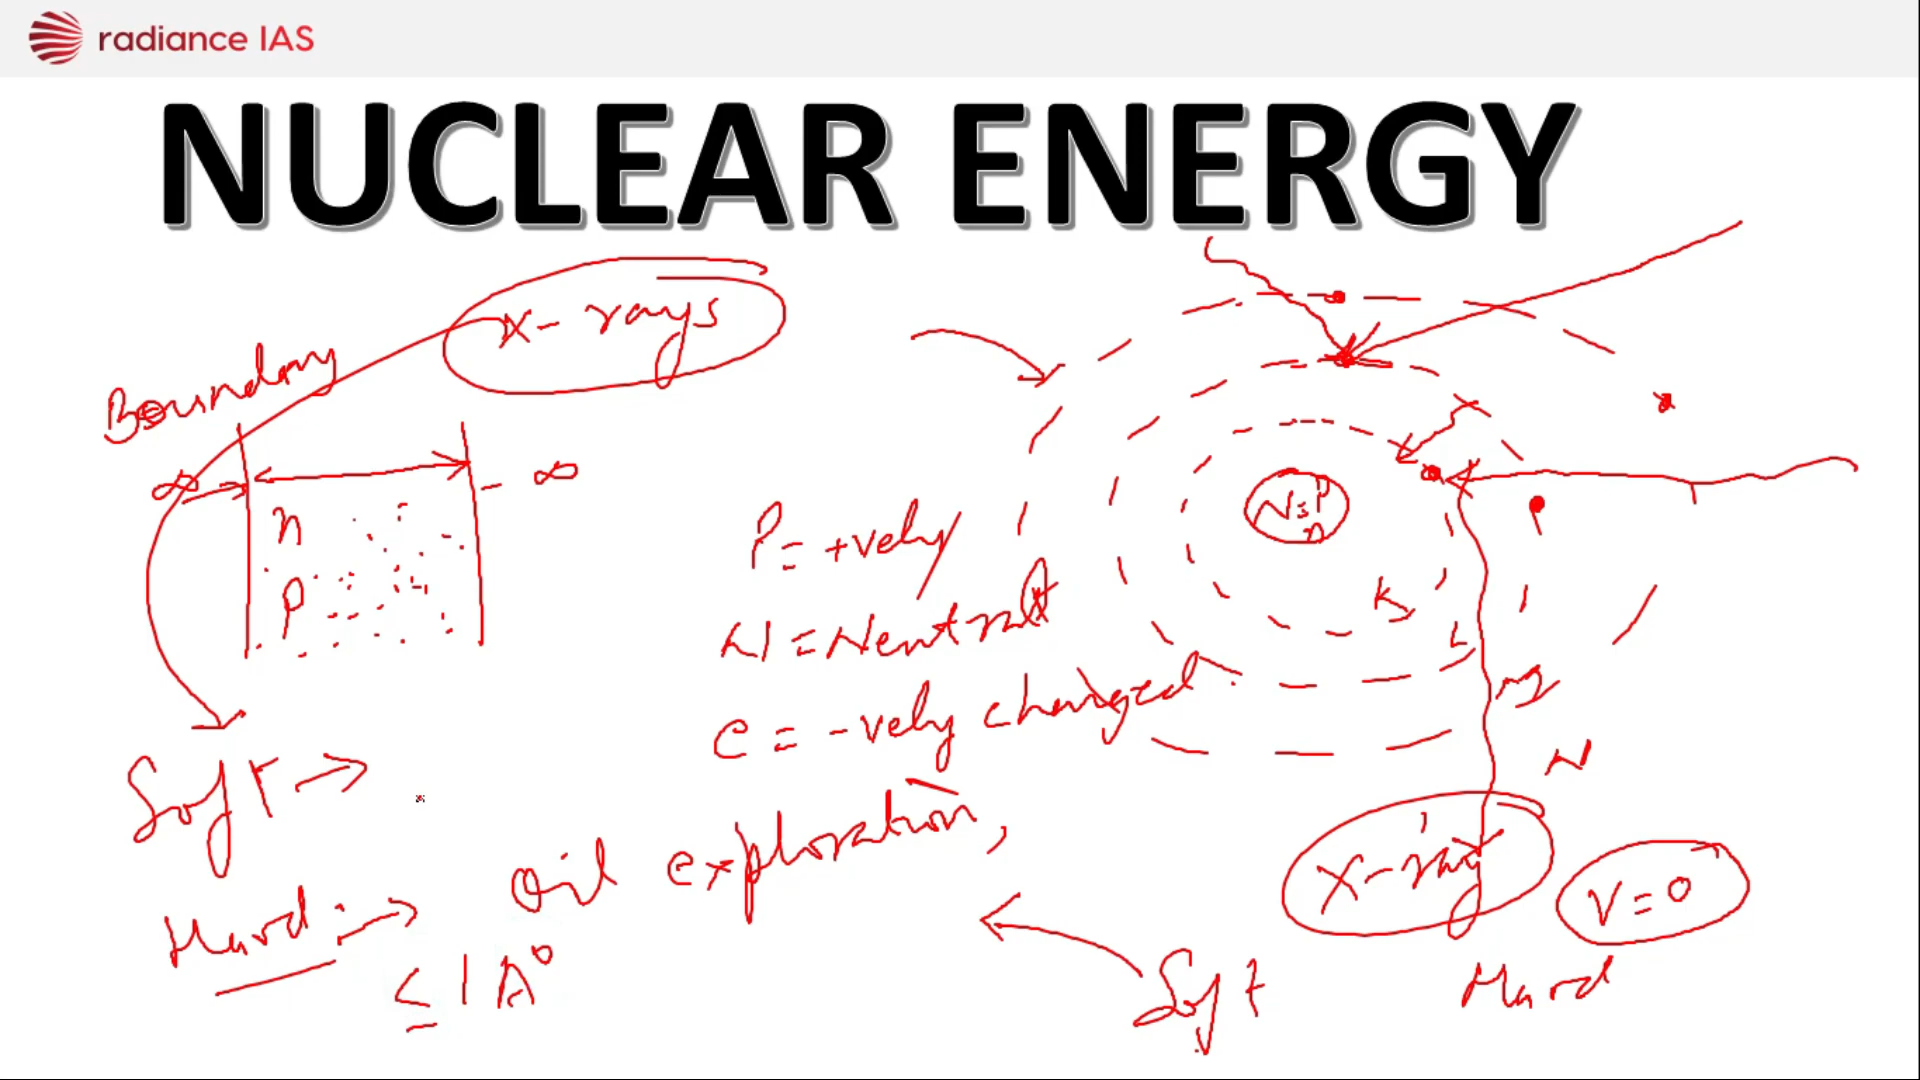 radiance IAS
NUCLEAR ENERGY
x-rays
Boundary
∞
- ∞
n
P
P = +vely
N = Neutral
e = -vely charged
N = P
n
K
L
M
N
Soft →
Hard: →
Oil exploration,
≤ 1 A°
X-ray
V = 0
Soft
Hard